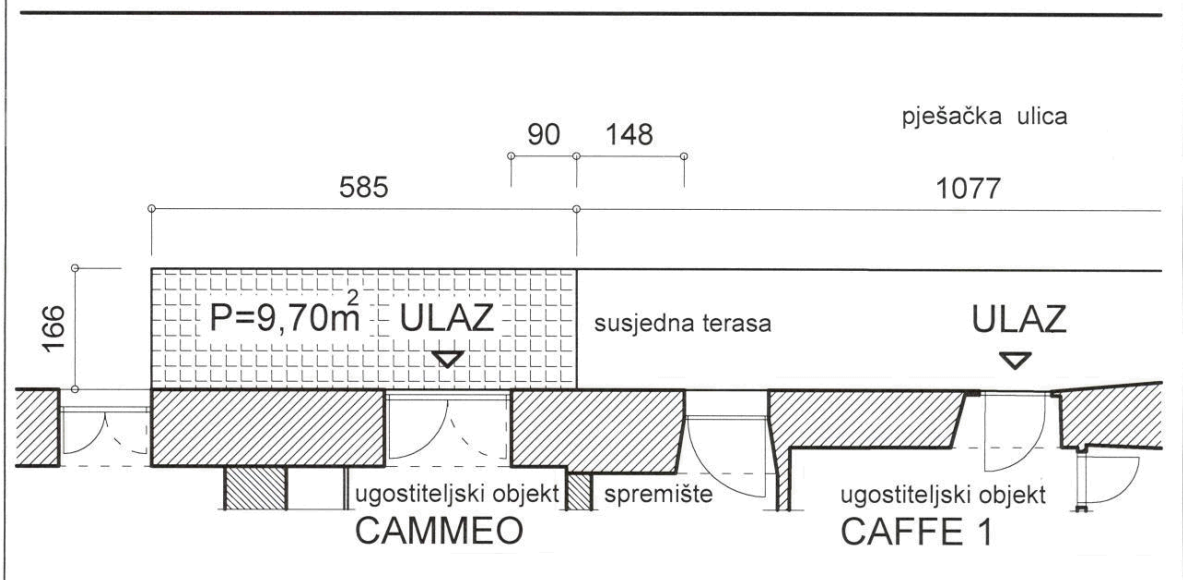 pješačka ulica
90 148
585 1077
166
P=9,70m²
ULAZ
susjedna terasa
ULAZ
ugostiteljski objekt
CAMMEO
spremište
ugostiteljski objekt
CAFFE 1